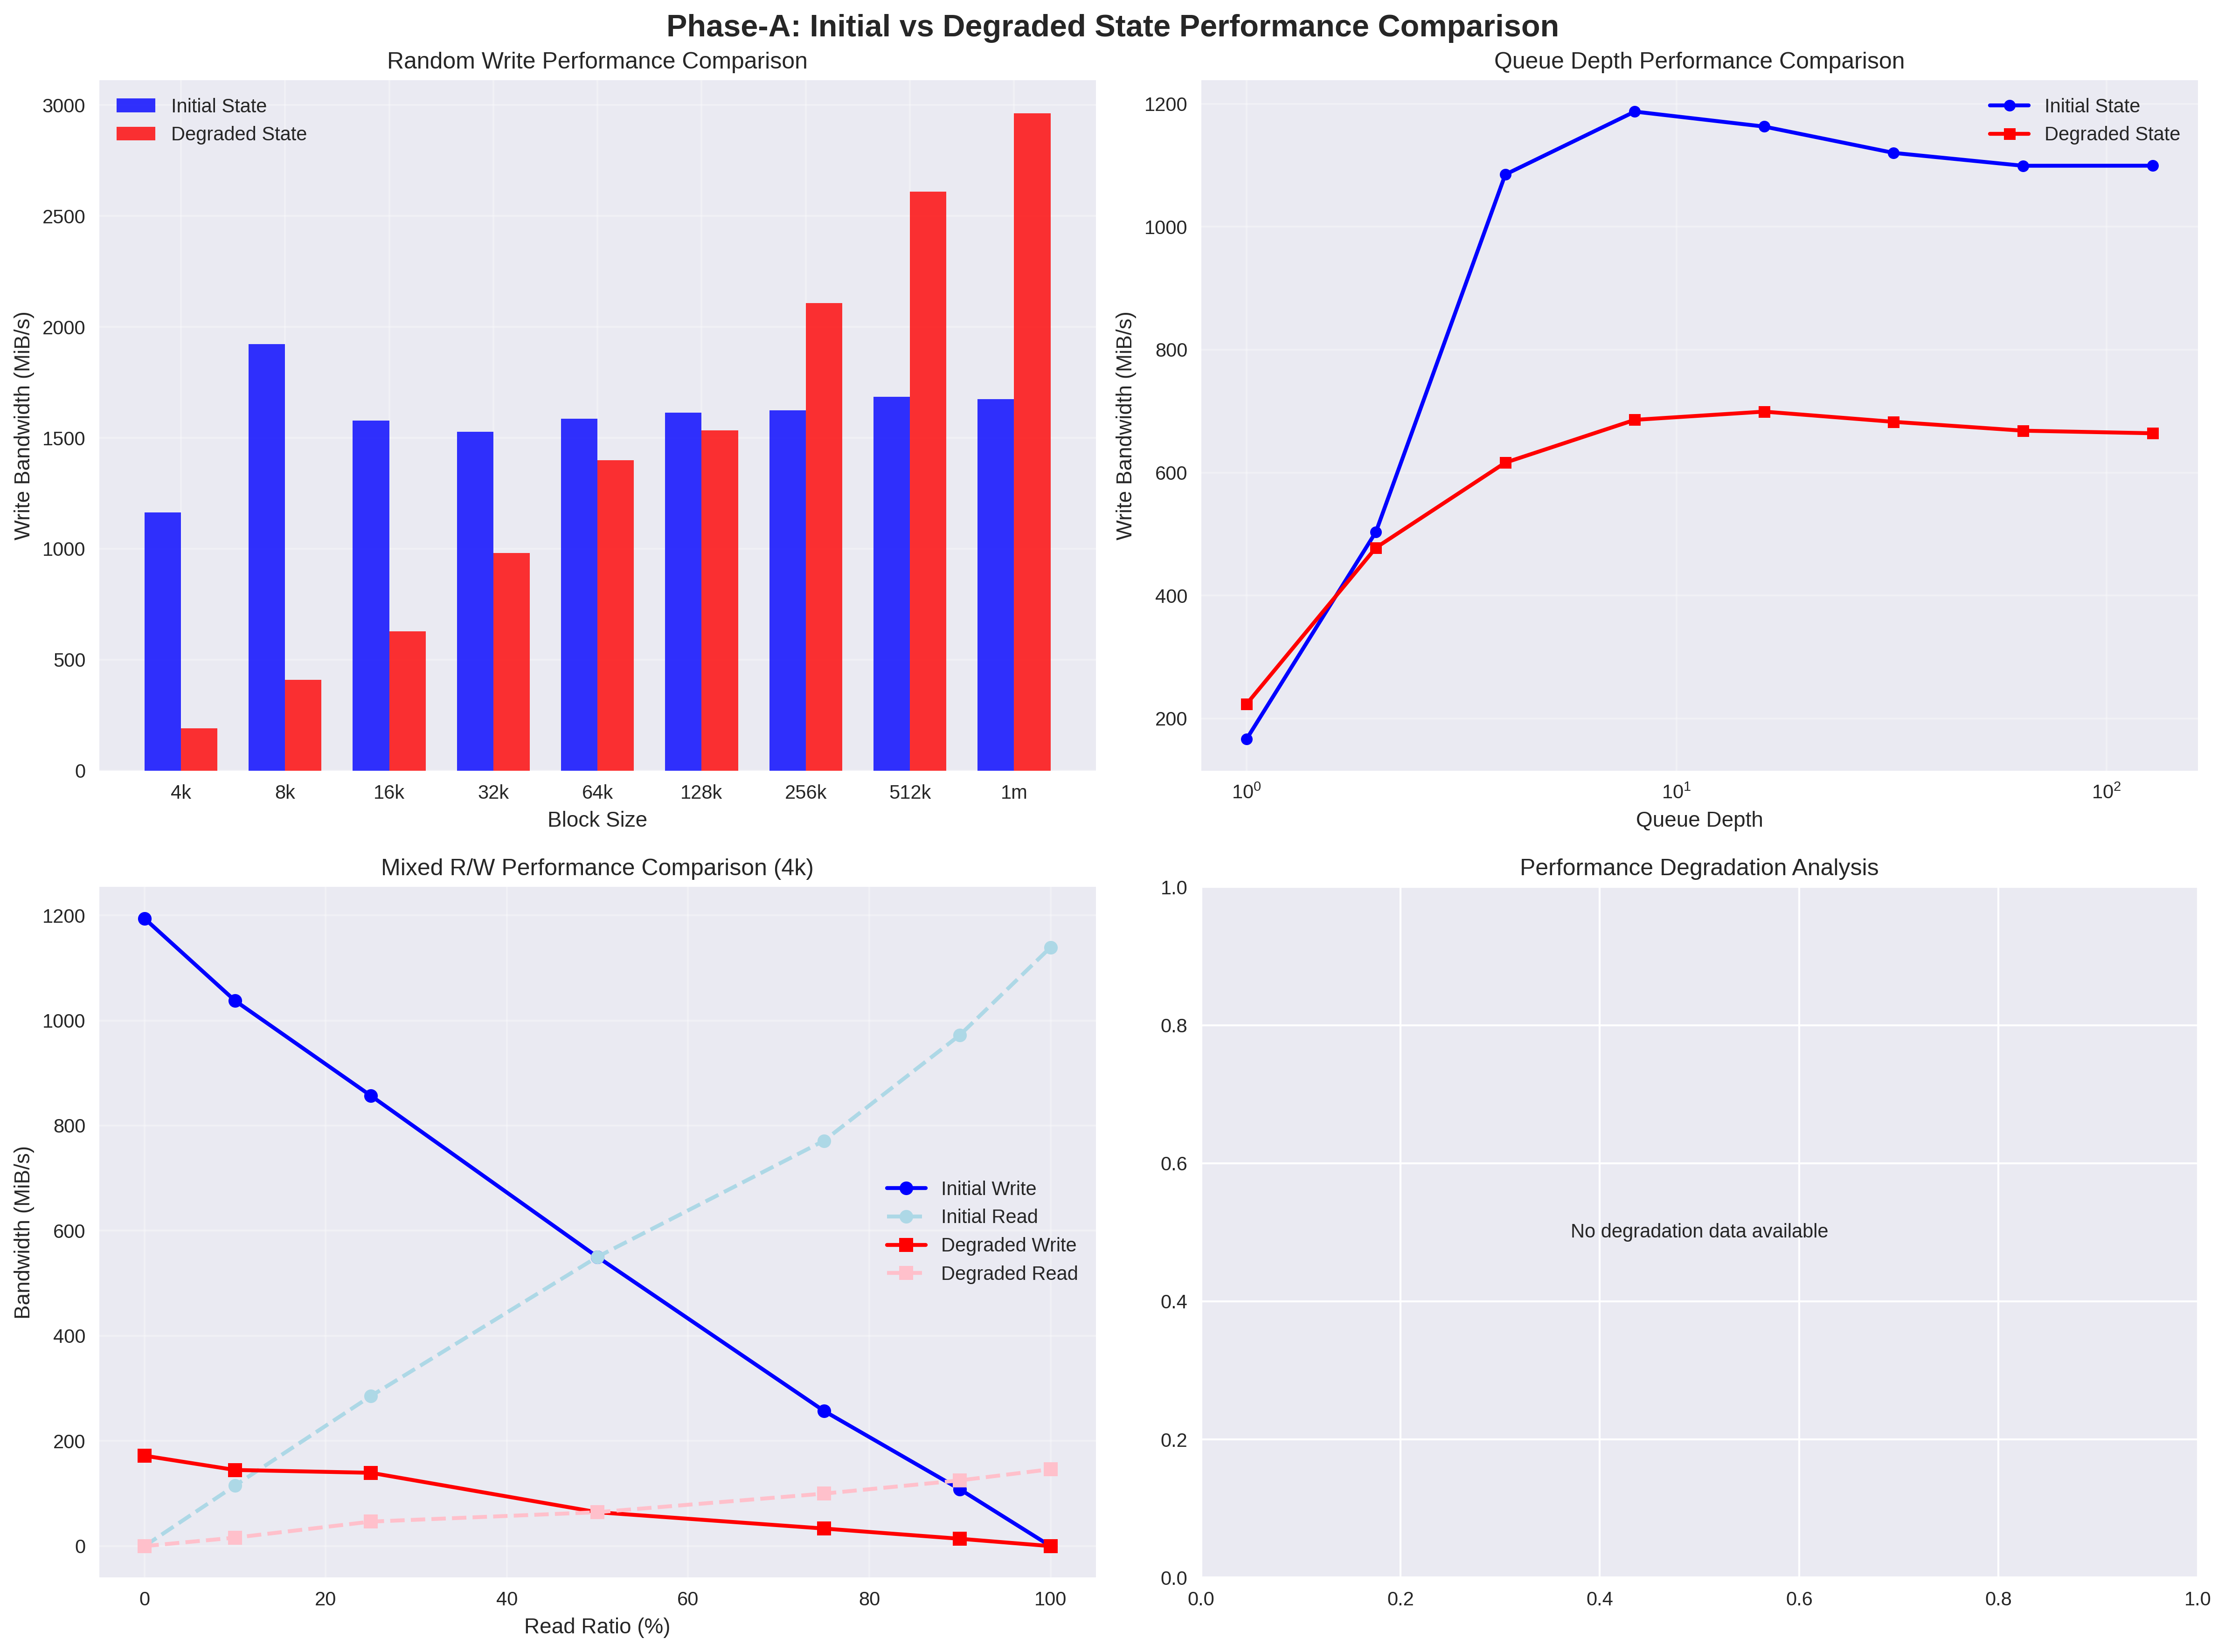 Phase-A: Initial vs Degraded State Performance Comparison
Random Write Performance Comparison
Initial State
Degraded State
3000
2500
2000
1500
1000
500
0
Write Bandwidth (MiB/s)
4k 8k 16k 32k 64k 128k 256k 512k 1m
Block Size
Queue Depth Performance Comparison
Initial State
Degraded State
1200
1000
800
600
400
200
Write Bandwidth (MiB/s)
10⁰ 10¹ 10²
Queue Depth
Mixed R/W Performance Comparison (4k)
1200
1000
800
600
400
200
0
Bandwidth (MiB/s)
Initial Write
Initial Read
Degraded Write
Degraded Read
0 20 40 60 80 100
Read Ratio (%)
Performance Degradation Analysis
1.0
0.8
0.6
0.4
0.2
0.0
No degradation data available
0.0 0.2 0.4 0.6 0.8 1.0